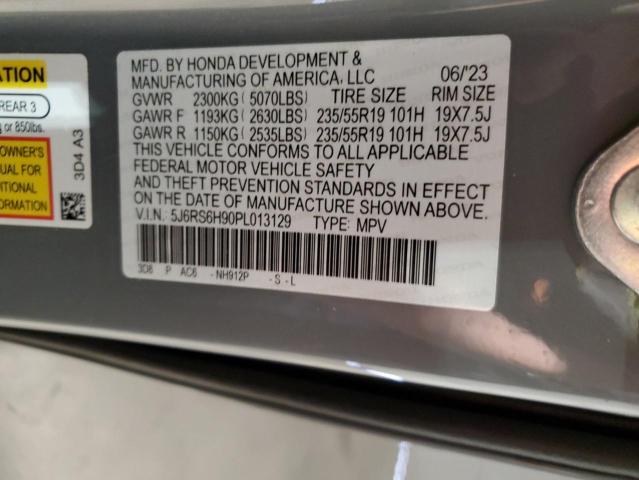 ATION
REAR 3
g or 850lbs.
OWNER'S
UAL FOR
DITIONAL
RMATION
3D4 A3
MFD. BY HONDA DEVELOPMENT &
MANUFACTURING OF AMERICA, LLC 06/'23
GVWR 2300KG (5070LBS) TIRE SIZE RIM SIZE
GAWR F 1193KG (2630LBS) 235/55R19 101H 19X7.5J
GAWR R 1150KG (2535LBS) 235/55R19 101H 19X7.5J
THIS VEHICLE CONFORMS TO ALL APPLICABLE
FEDERAL MOTOR VEHICLE SAFETY
AND THEFT PREVENTION STANDARDS IN EFFECT
ON THE DATE OF MANUFACTURE SHOWN ABOVE.
V.I.N.: 5J6RS6H90PL013129 TYPE: MPV
3D8 P AC6 -NH912P -S-L